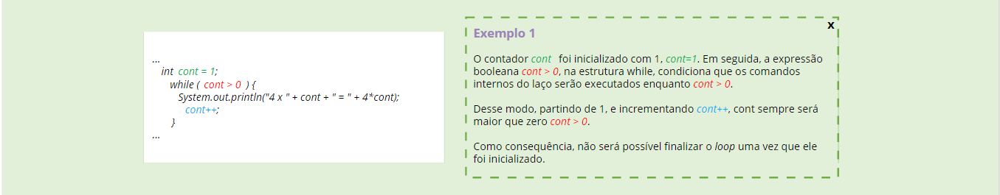 ...
int cont = 1;
while ( cont > 0 ) {
System.out.println("4 x " + cont + " = " + 4*cont);
cont++;
}
...
x
Exemplo 1
O contador cont foi inicializado com 1, cont=1. Em seguida, a expressão
booleana cont > 0, na estrutura while, condiciona que os comandos
internos do laço serão executados enquanto cont > 0.
Desse modo, partindo de 1, e incrementando cont++, cont sempre será
maior que zero cont > 0.
Como consequência, não será possível finalizar o loop uma vez que ele
foi inicializado.